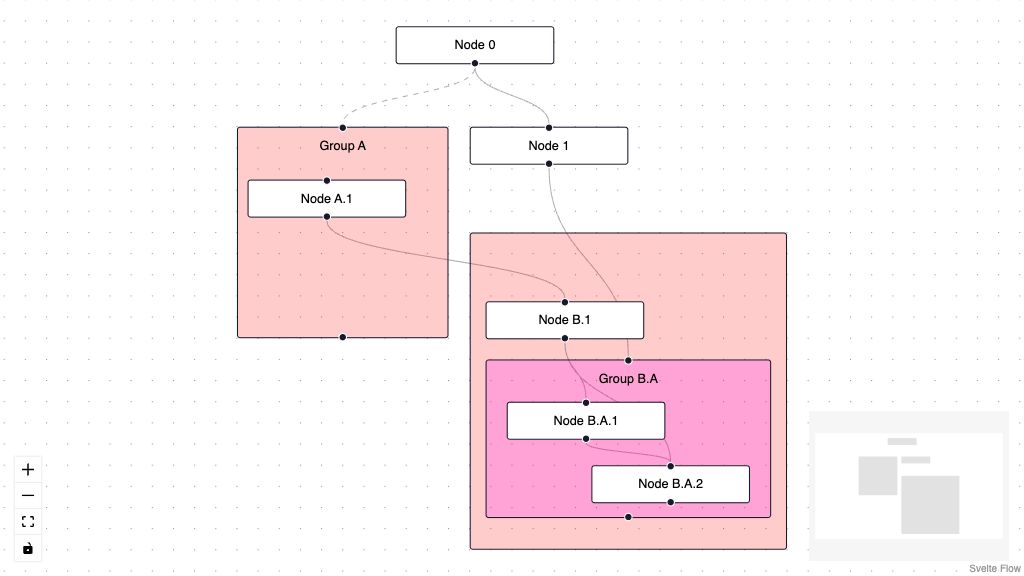 Node 0
Group A
Node 1
Node A.1
Node B.1
Group B.A
Node B.A.1
Node B.A.2
Svelte Flow